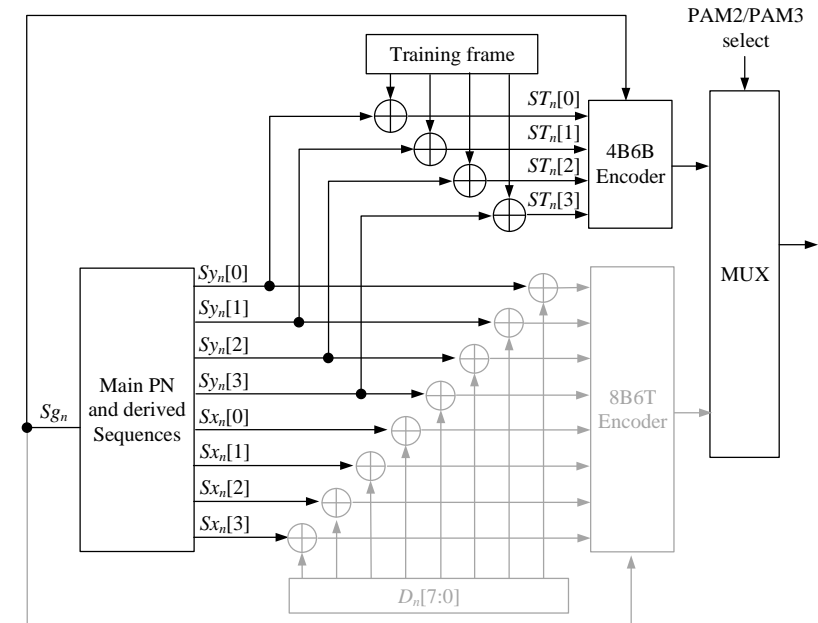 PAM2/PAM3
select
Training frame
STₙ[0]
STₙ[1]
STₙ[2]
STₙ[3]
4B6B
Encoder
MUX
Syₙ[0]
Syₙ[1]
Syₙ[2]
Syₙ[3]
Sxₙ[0]
Sxₙ[1]
Sxₙ[2]
Sxₙ[3]
Sgₙ
Main PN
and derived
Sequences
8B6T
Encoder
Dₙ[7:0]